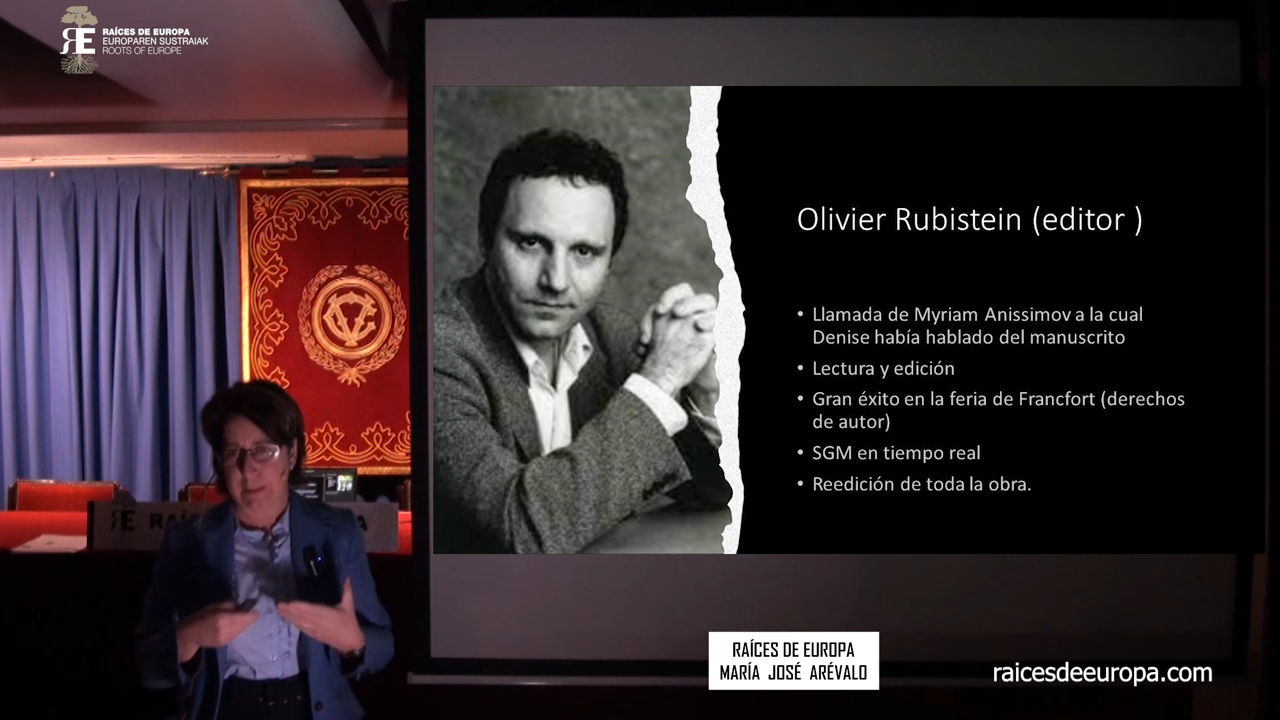 RAÍCES DE EUROPA
EUROPAREN SUSTRAIAK
ROOTS OF EUROPE
Olivier Rubistein (editor )
• Llamada de Myriam Anissimov a la cual
Denise había hablado del manuscrito
• Lectura y edición
• Gran éxito en la feria de Francfort (derechos
de autor)
• SGM en tiempo real
• Reedición de toda la obra.
RAÍCES DE EUROPA
MARÍA JOSÉ ARÉVALO
raicesdeeuropa.com